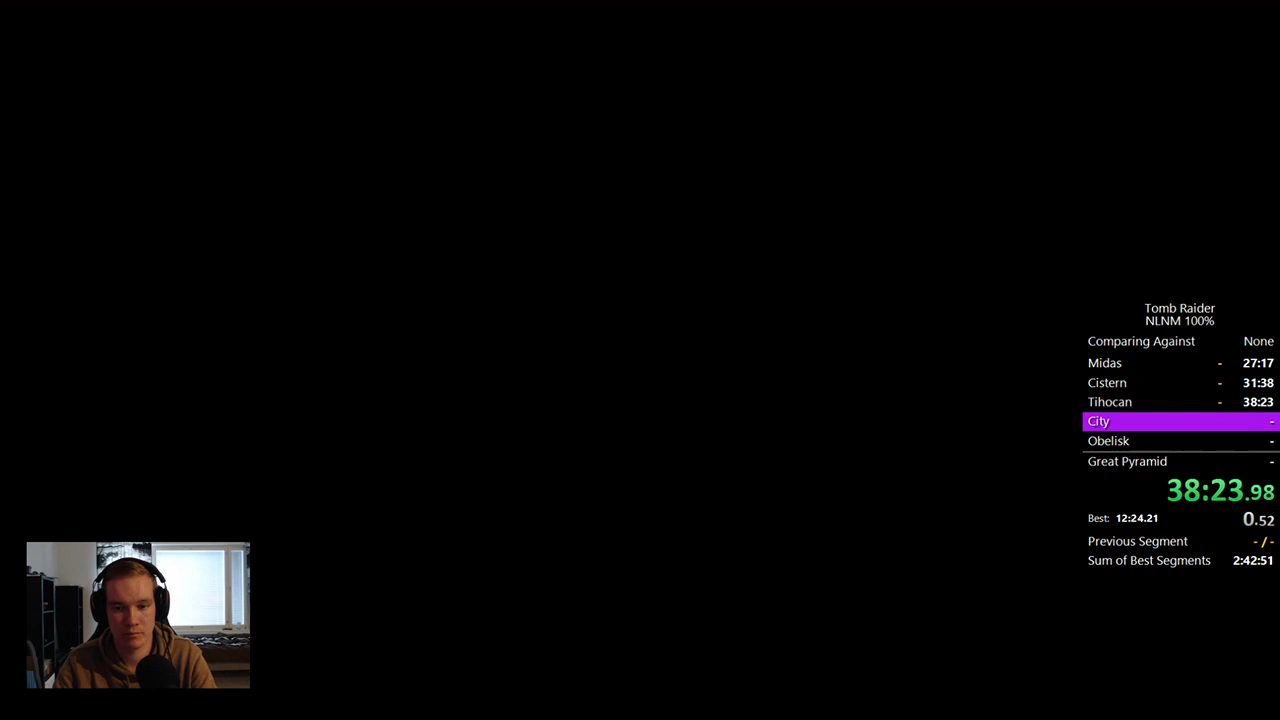 Tomb Raider
NLNM 100%
Comparing Against None
Midas - 27:17
Cistern - 31:38
Tihocan - 38:23
City -
Obelisk -
Great Pyramid -
38:23.98
Best: 12:24.21 0.52
Previous Segment - / -
Sum of Best Segments 2:42:51